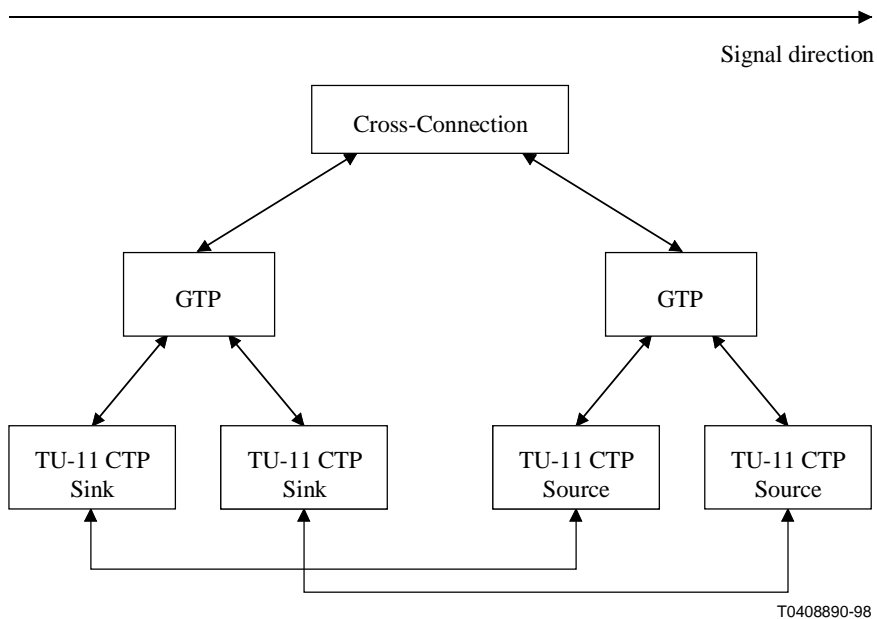 Signal direction
Cross-Connection
GTP
GTP
TU-11 CTP
Sink
TU-11 CTP
Sink
TU-11 CTP
Source
TU-11 CTP
Source
T0408890-98